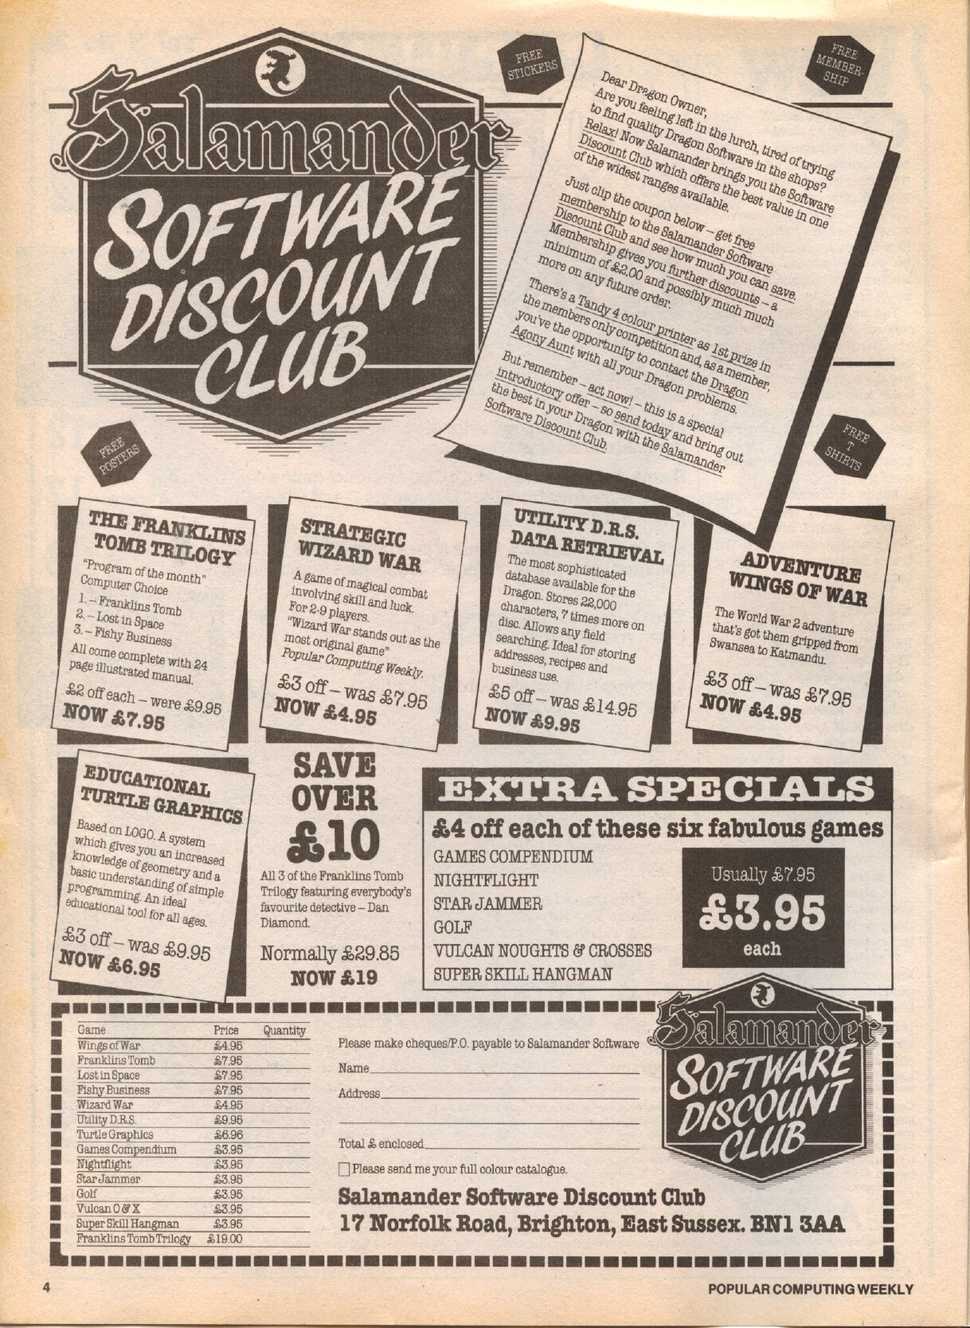 Salamander
SOFTWARE
DISCOUNT
CLUB
FREE
STICKERS
FREE
MEMBER-
SHIP
Dear Dragon Owner,
Are you feeling left in the lurch, tired of trying
to find quality Dragon Software in the shops?
Relax! Now Salamander brings you the Software
Discount Club which offers the best value in one
of the widest ranges available.
Just clip the coupon below – get free
membership to the Salamander Software
Discount Club and see how much you can save.
Membership gives you further discounts – a
minimum of £2.00 and possibly much much
more on any future order.
There's a Tandy 4 colour printer as 1st prize in
the members only competition and, as a member,
you've the opportunity to contact the Dragon
Agony Aunt with all your Dragon problems.
But remember – act now! – this is a special
introductory offer – so send today and bring out
the best in your Dragon with the Salamander
Software Discount Club.
FREE
POSTERS
FREE
T
SHIRTS
THE FRANKLINS
TOMB TRILOGY
"Program of the month"
Computer Choice
1. – Franklins Tomb
2. – Lost in Space
3. – Fishy Business
All come complete with 24
page illustrated manual.
£2 off each – were £9.95
NOW £7.95
STRATEGIC
WIZARD WAR
A game of magical combat
involving skill and luck.
For 2-9 players.
"Wizard War stands out as the
most original game"
Popular Computing Weekly.
£3 off – was £7.95
NOW £4.95
UTILITY D.R.S.
DATA RETRIEVAL
The most sophisticated
database available for the
Dragon. Stores 22,000
characters, 7 times more on
disc. Allows any field
searching. Ideal for storing
addresses, recipes and
business use.
£5 off – was £14.95
NOW £9.95
ADVENTURE
WINGS OF WAR
The World War 2 adventure
that's got them gripped from
Swansea to Katmandu.
£3 off – was £7.95
NOW £4.95
EDUCATIONAL
TURTLE GRAPHICS
Based on LOGO. A system
which gives you an increased
knowledge of geometry and a
basic understanding of simple
programming. An ideal
educational tool for all ages.
£3 off – was £9.95
NOW £6.95
SAVE
OVER
£10
All 3 of the Franklins Tomb
Trilogy featuring everybody's
favourite detective – Dan
Diamond.
Normally £29.85
NOW £19
EXTRA SPECIALS
£4 off each of these six fabulous games
GAMES COMPENDIUM
NIGHTFLIGHT
STAR JAMMER
GOLF
VULCAN NOUGHTS & CROSSES
SUPER SKILL HANGMAN
Usually £7.95
£3.95
each
Game Price Quantity
Wings of War £4.95
Franklins Tomb £7.95
Lost in Space £7.95
Fishy Business £7.95
Wizard War £4.95
Utility D.R.S. £9.95
Turtle Graphics £6.96
Games Compendium £3.95
Nightflight £3.95
Star Jammer £3.95
Golf £3.95
Vulcan O & X £3.95
Super Skill Hangman £3.95
Franklins Tomb Trilogy £19.00
Please make cheques/P.O. payable to Salamander Software
Name
Address
Total £ enclosed
Please send me your full colour catalogue.
Salamander Software Discount Club
17 Norfolk Road, Brighton, East Sussex. BN1 3AA
Salamander
SOFTWARE
DISCOUNT
CLUB
4
POPULAR COMPUTING WEEKLY